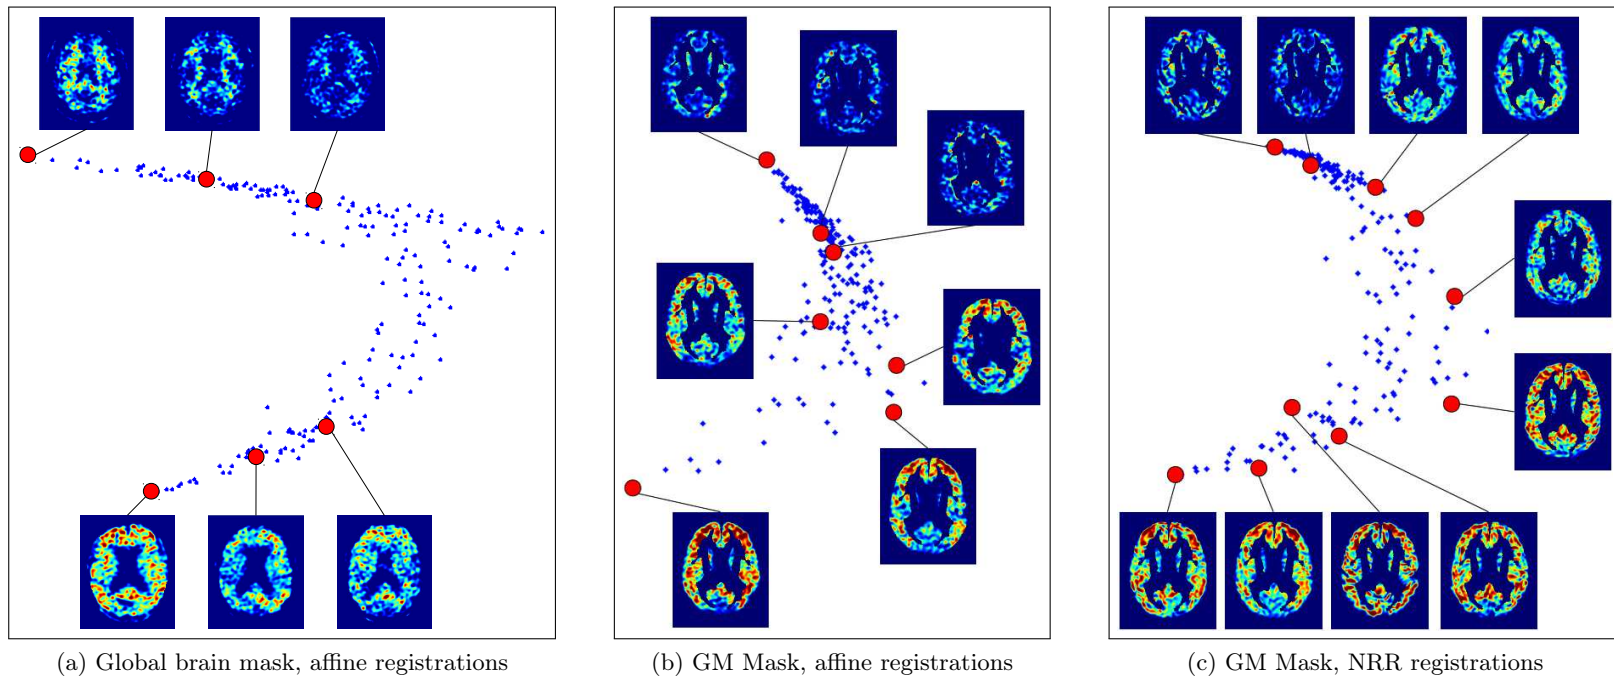 (a) Global brain mask, affine registrations
(b) GM Mask, affine registrations
(c) GM Mask, NRR registrations